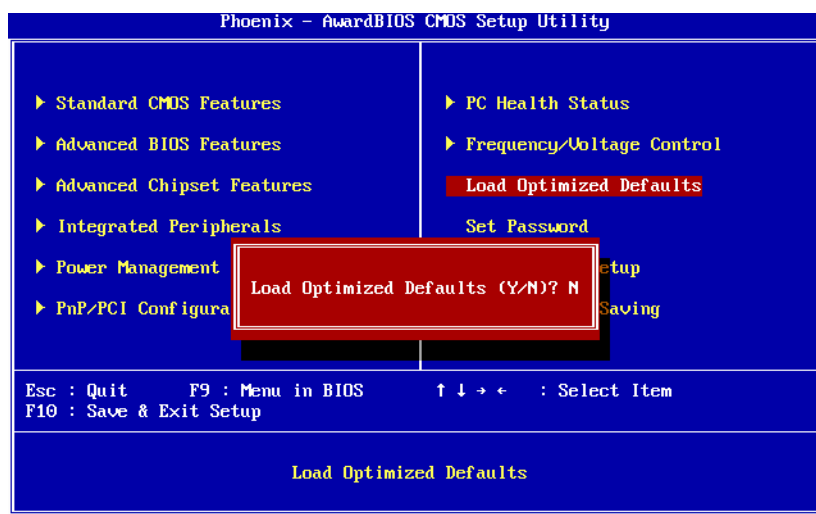 Phoenix - AwardBIOS CMOS Setup Utility
Standard CMOS Features
Advanced BIOS Features
Advanced Chipset Features
Integrated Peripherals
Power Management
PnP/PCI Configura
PC Health Status
Frequency/Voltage Control
Load Optimized Defaults
Set Password
etup
Saving
Load Optimized Defaults (Y/N)? N
Esc : Quit F9 : Menu in BIOS ↑ ↓ → ← : Select Item
F10 : Save & Exit Setup
Load Optimized Defaults